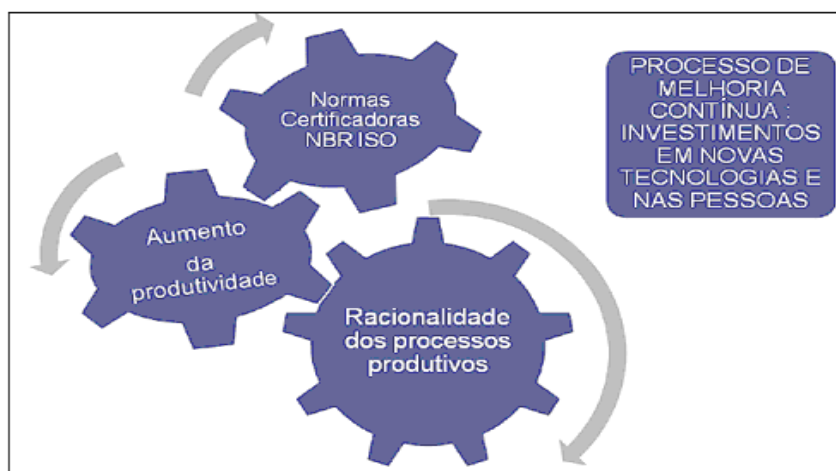 Normas
Certificadoras
NBR ISO
PROCESSO DE
MELHORIA
CONTÍNUA :
INVESTIMENTOS
EM NOVAS
TECNOLOGIAS E
NAS PESSOAS
Aumento
da
produtividade
Racionalidade
dos processos
produtivos